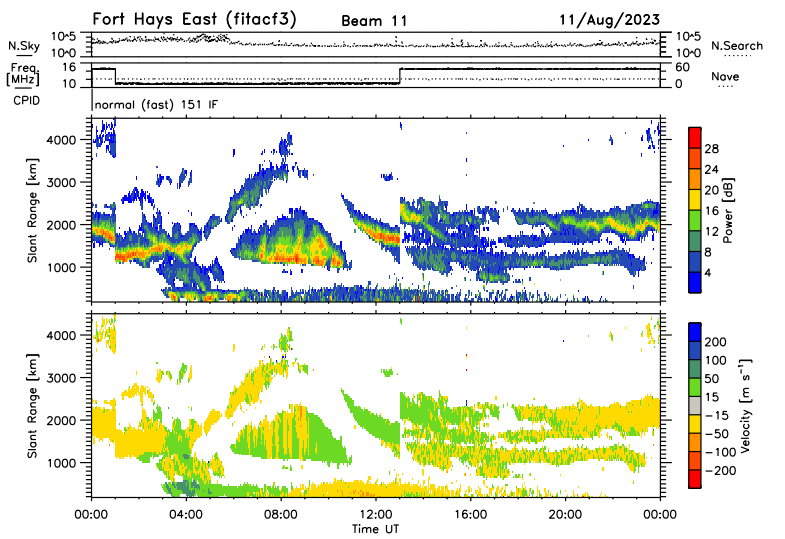 Fort Hays East (fitacf3) Beam 11 11/Aug/2023
N.Sky 10^5 10^0 10^5 10^0 N.Search
Freq. [MHz] 16 10 60 0 Nave
CPID normal (fast) 151 IF
Slant Range [km] 4000 3000 2000 1000
28 24 20 16 12 8 4 Power [dB]
Slant Range [km] 4000 3000 2000 1000
200 100 50 15 −15 −50 −100 −200 Velocity [m s⁻¹]
00:00 04:00 08:00 12:00 16:00 20:00 00:00
Time UT